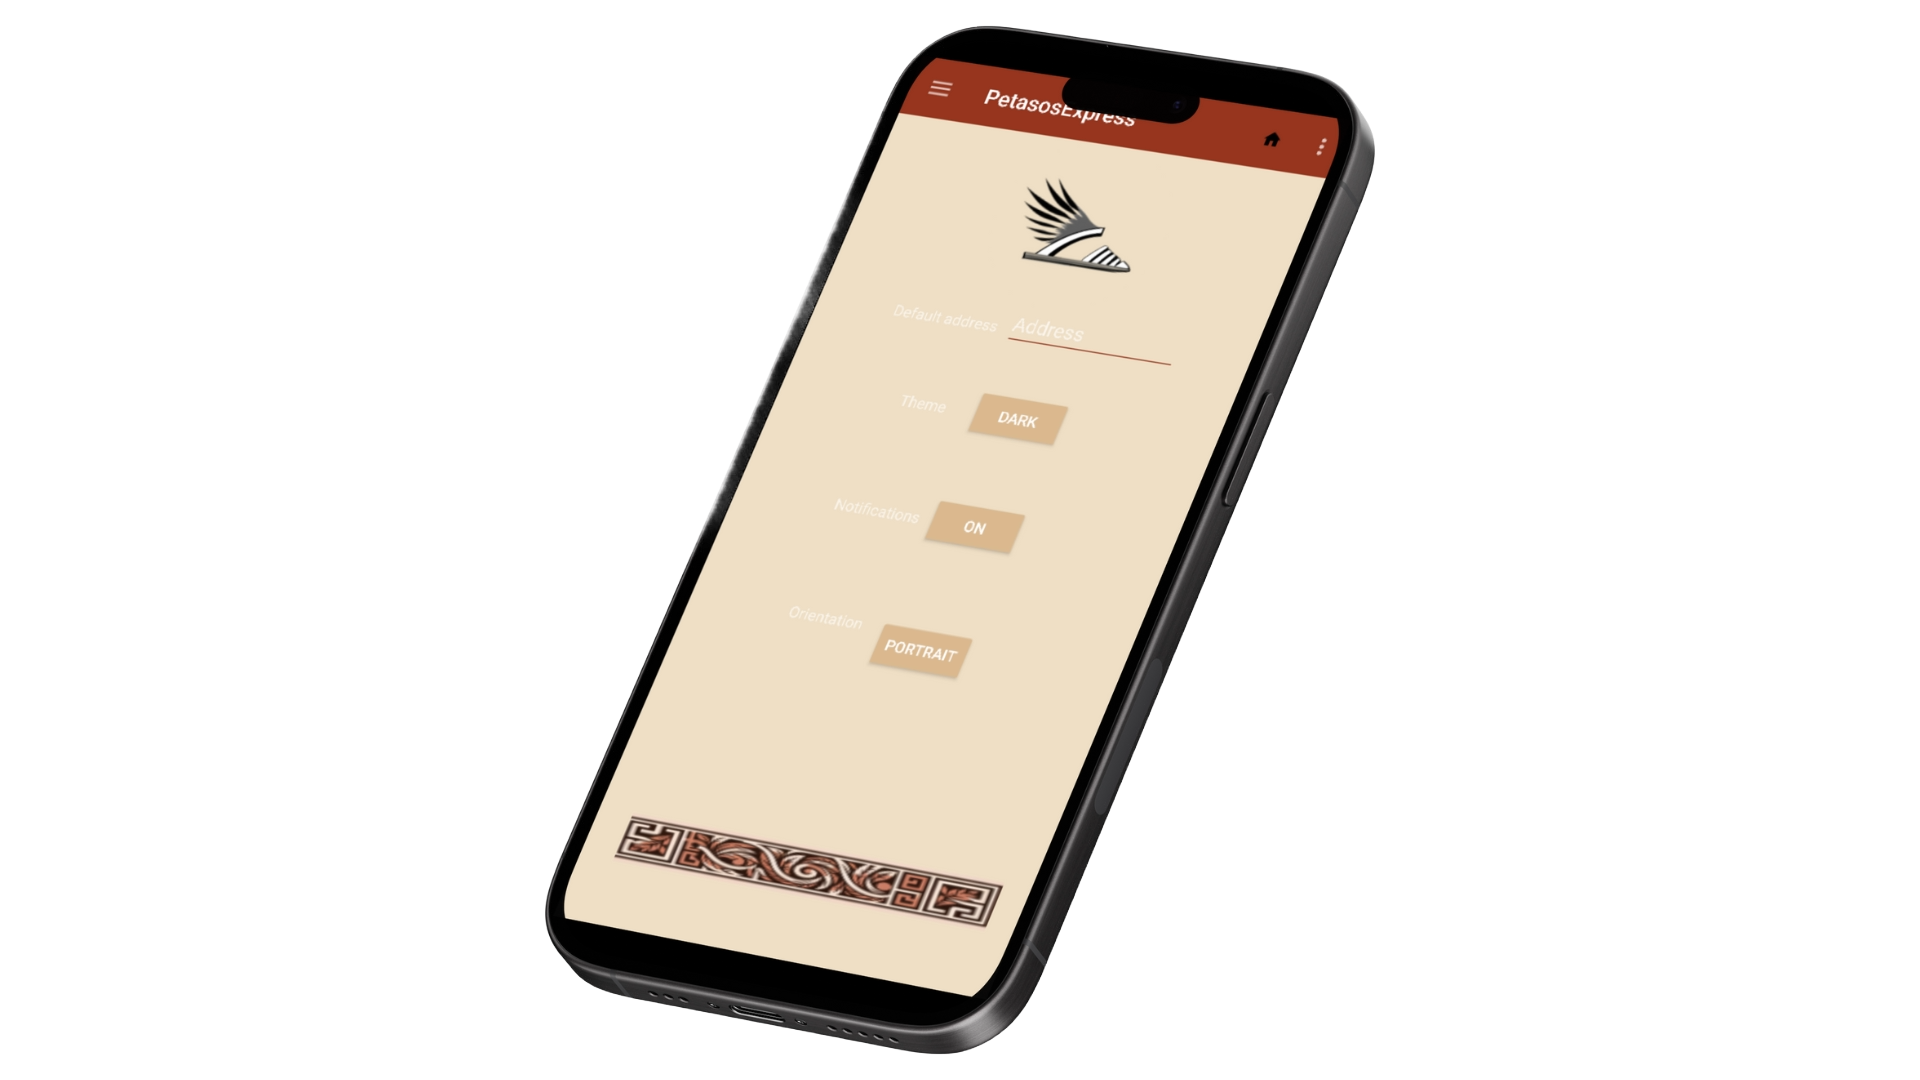 PetasosExpress
Default address Address
Theme DARK
Notifications ON
Orientation PORTRAIT